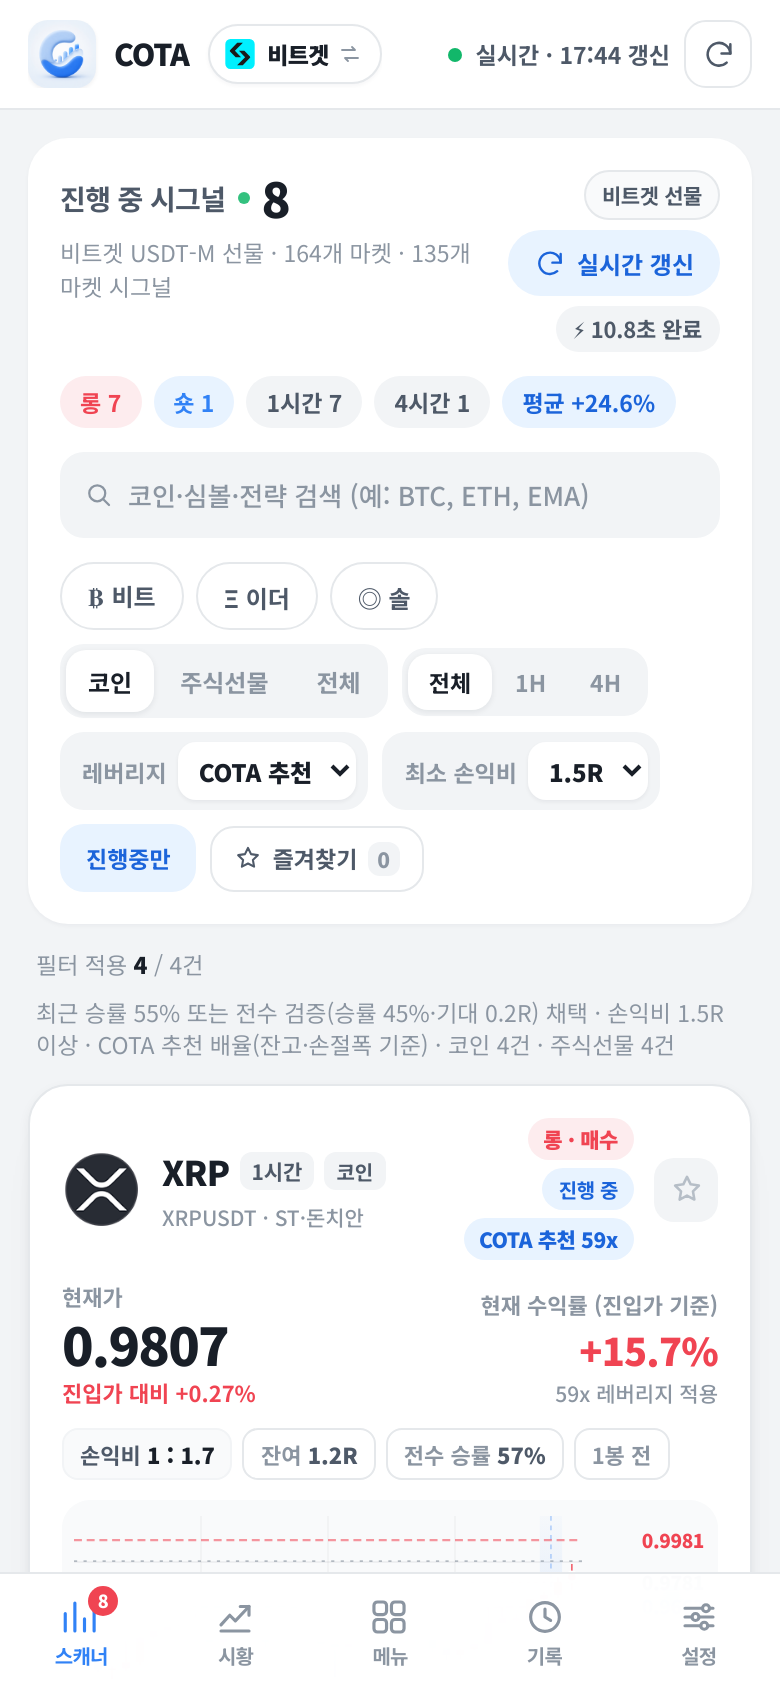 COTA
비트겟
실시간 · 17:44 갱신
진행 중 시그널 8
비트겟 선물
비트겟 USDT-M 선물 · 164개 마켓 · 135개
마켓 시그널
실시간 갱신
⚡ 10.8초 완료
롱 7
숏 1
1시간 7
4시간 1
평균 +24.6%
코인·심볼·전략 검색 (예: BTC, ETH, EMA)
₿ 비트
Ξ 이더
◎ 솔
코인
주식선물
전체
전체
1H
4H
레버리지
COTA 추천
최소 손익비
1.5R
진행중만
즐겨찾기 0
필터 적용 4 / 4건
최근 승률 55% 또는 전수 검증(승률 45%·기대 0.2R) 채택 · 손익비 1.5R
이상 · COTA 추천 배율(잔고·손절폭 기준) · 코인 4건 · 주식선물 4건
롱 · 매수
XRP
1시간
코인
진행 중
XRPUSDT · ST·돈치안
COTA 추천 59x
현재가
현재 수익률 (진입가 기준)
0.9807
+15.7%
진입가 대비 +0.27%
59x 레버리지 적용
손익비 1 : 1.7
잔여 1.2R
전수 승률 57%
1봉 전
0.9981
8
스캐너
시황
메뉴
기록
설정